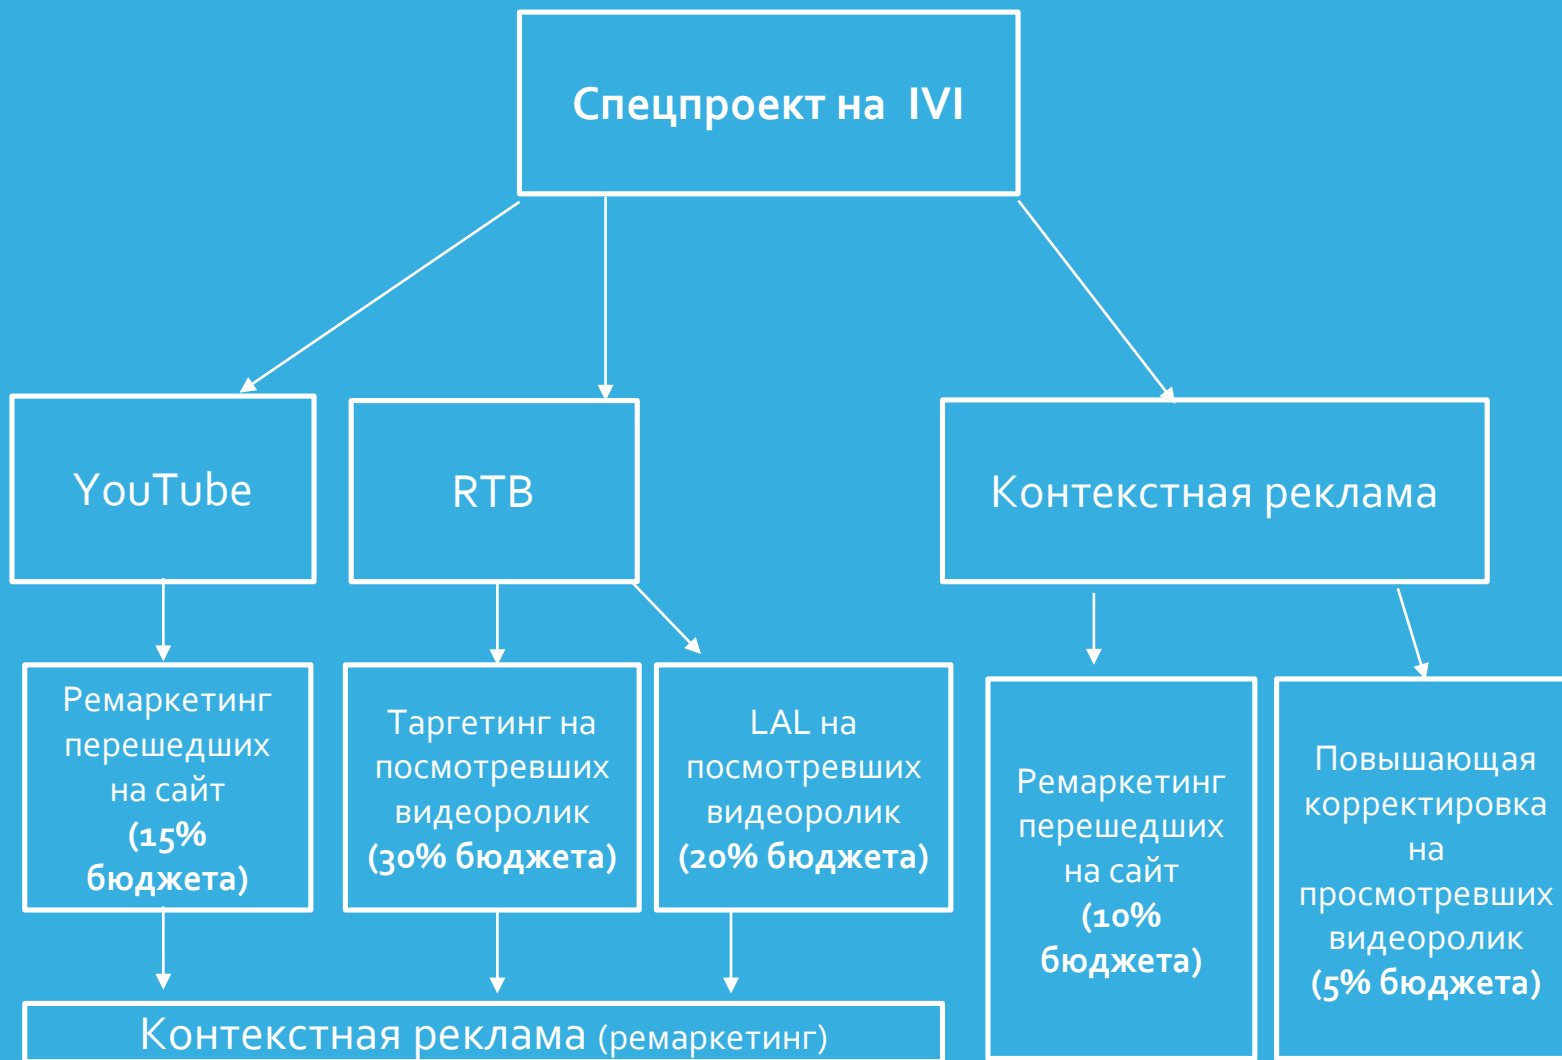 Спецпроект на IVI
YouTube
RTB
Контекстная реклама
Ремаркетинг
перешедших
на сайт
(15%
бюджета)
Таргетинг на
посмотревших
видеоролик
(30% бюджета)
LAL на
посмотревших
видеоролик
(20% бюджета)
Ремаркетинг
перешедших
на сайт
(10%
бюджета)
Повышающая
корректировка
на
просмотревших
видеоролик
(5% бюджета)
Контекстная реклама (ремаркетинг)